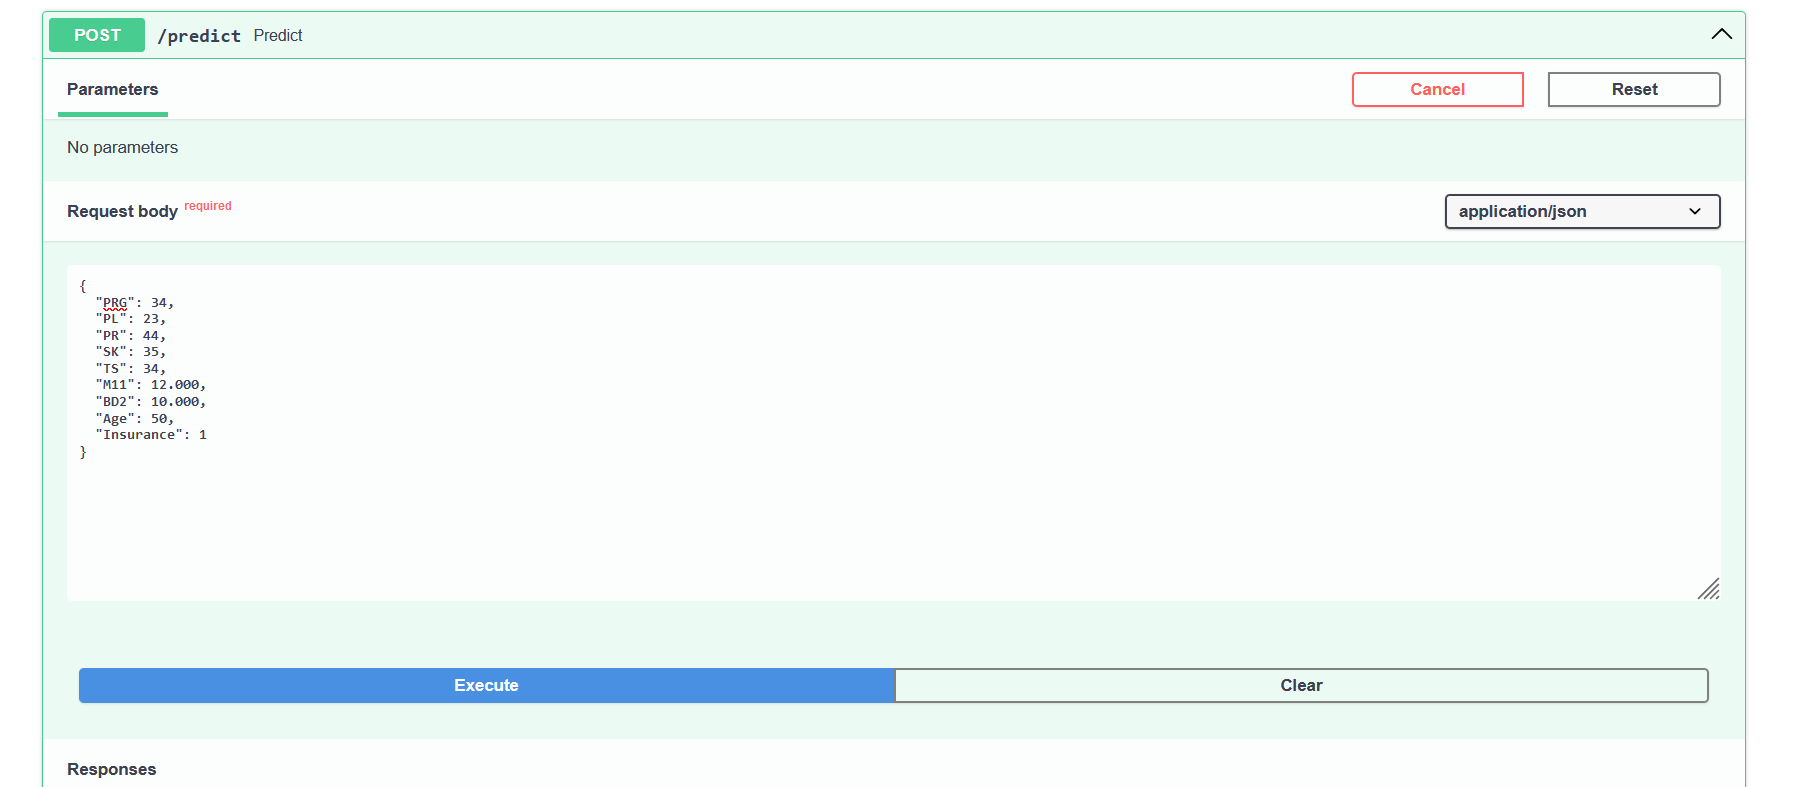 POST /predict Predict
Parameters
Cancel
Reset
No parameters
Request body required
application/json
{
  "PRG": 34,
  "PL": 23,
  "PR": 44,
  "SK": 35,
  "TS": 34,
  "M11": 12.000,
  "BD2": 10.000,
  "Age": 50,
  "Insurance": 1
}
Execute
Clear
Responses